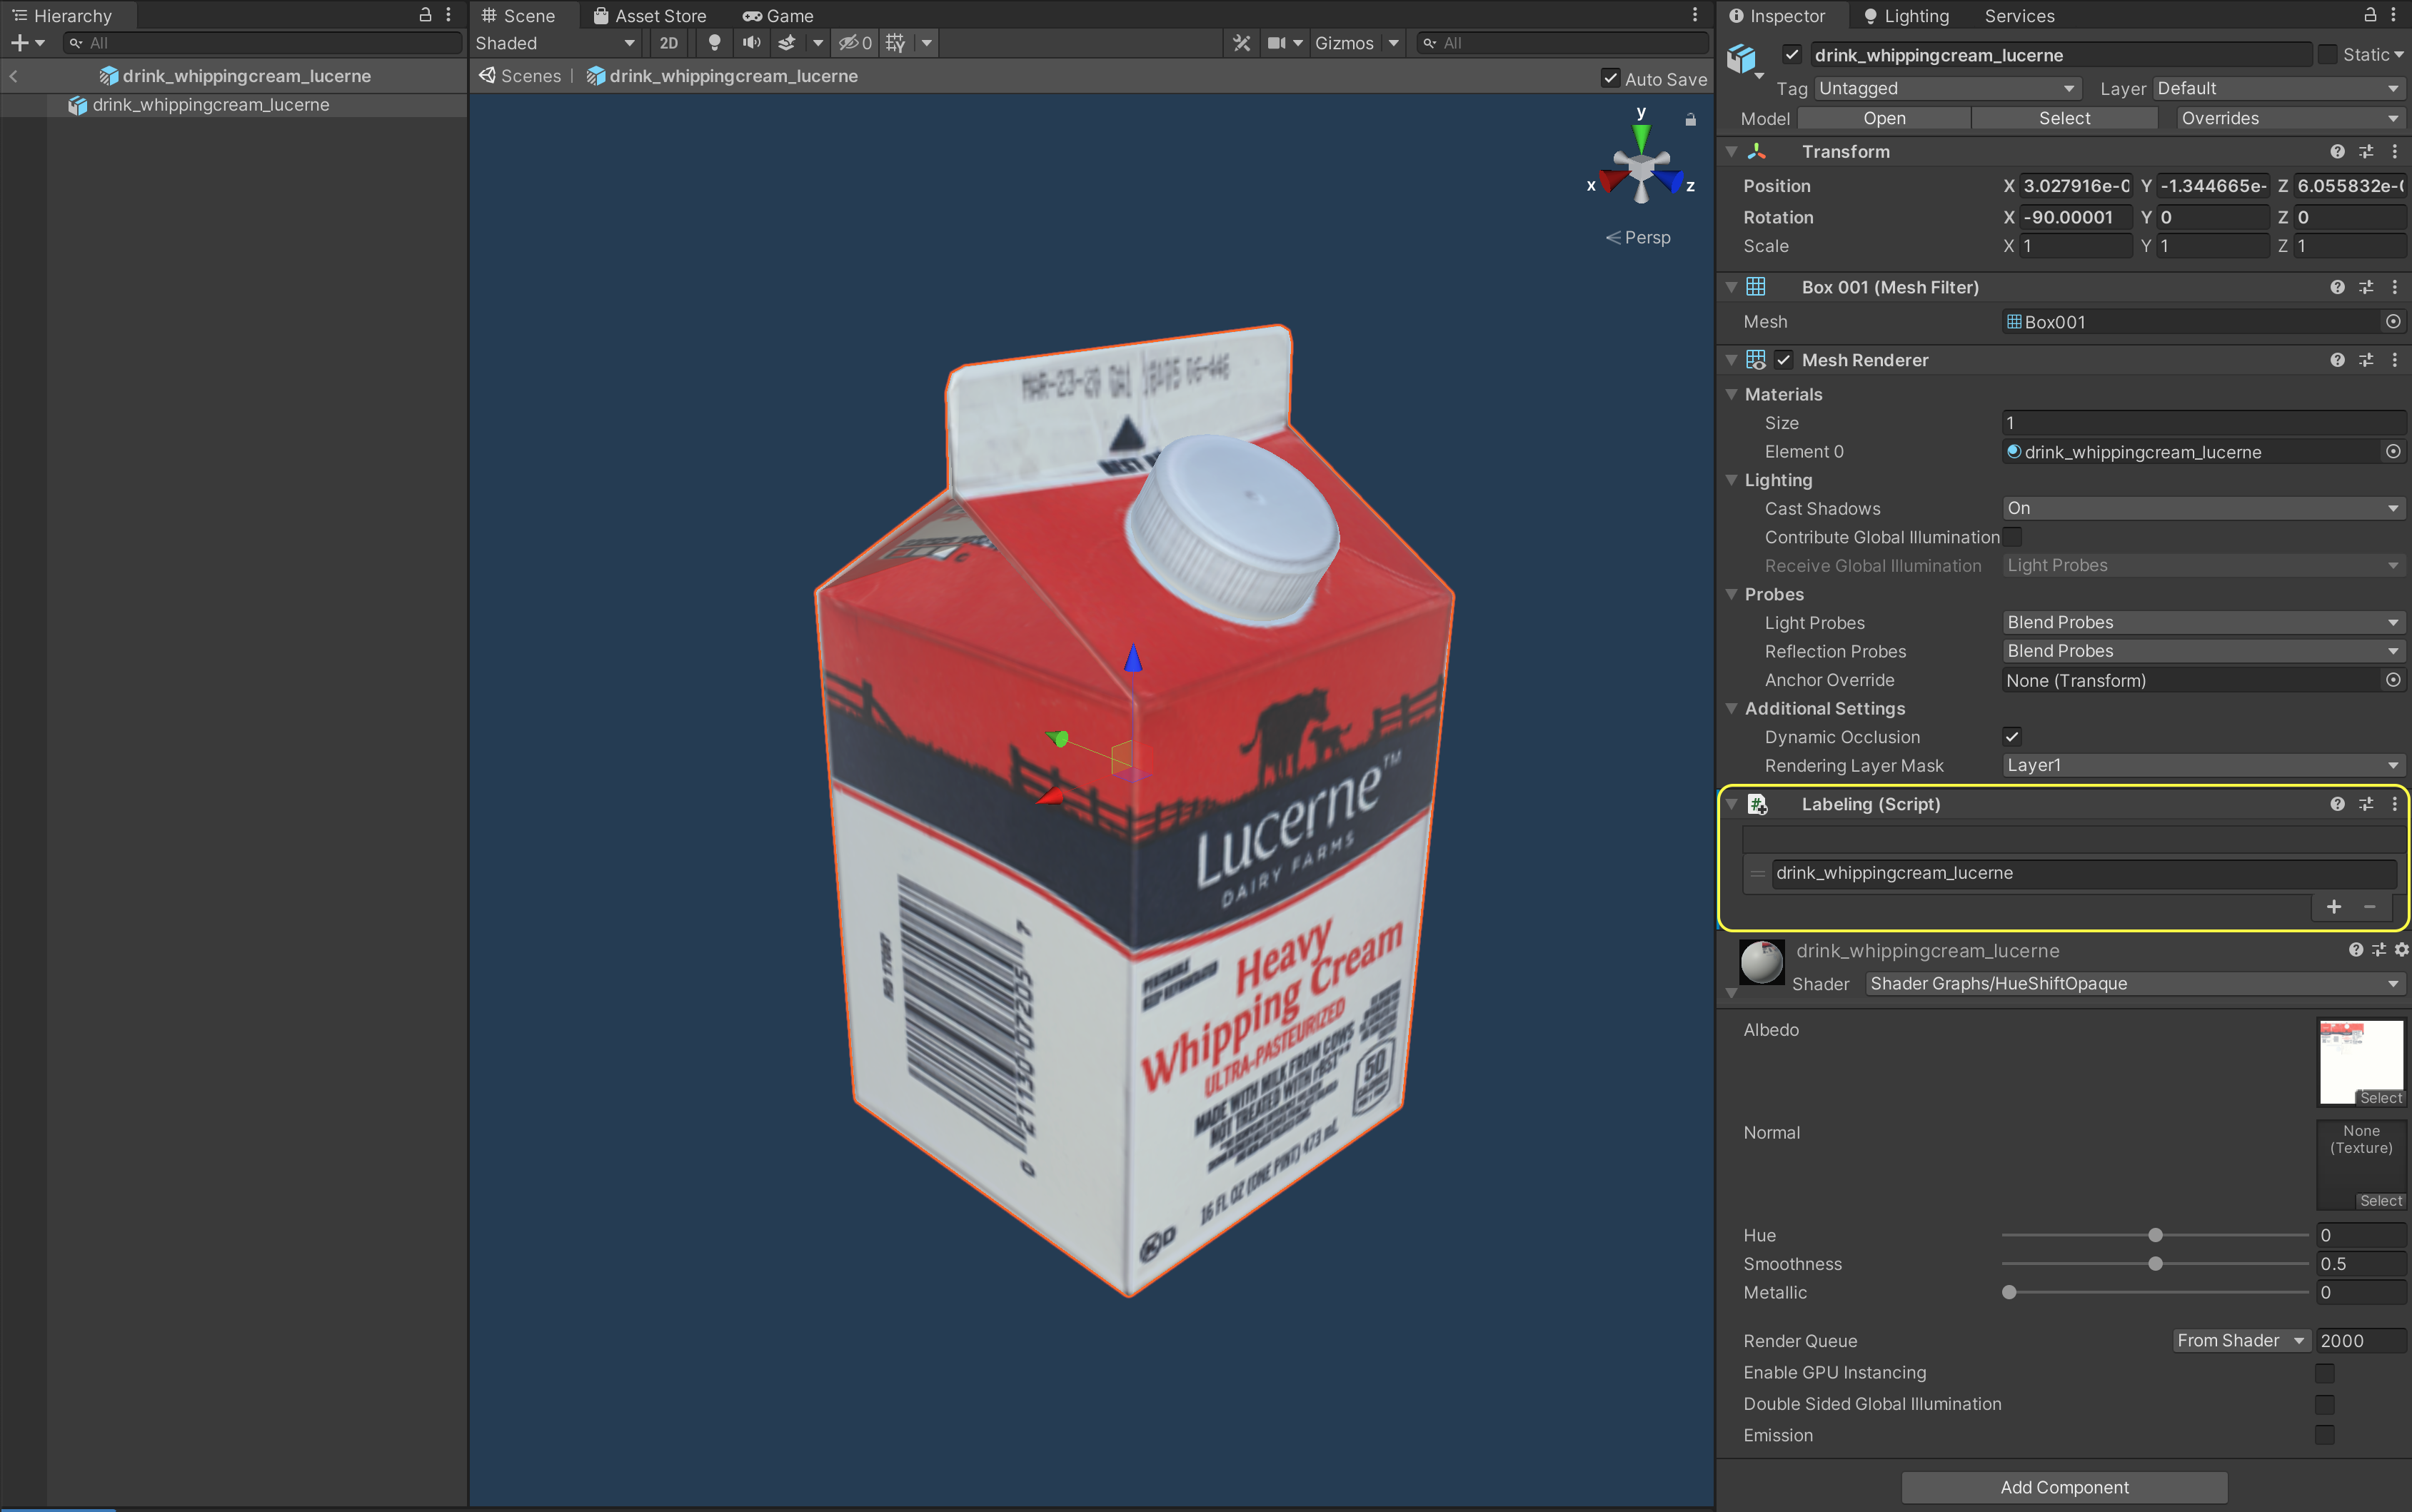 Hierarchy
All
drink_whippingcream_lucerne
drink_whippingcream_lucerne
Scene
Asset Store
Game
Shaded
2D
0
Gizmos
All
Scenes
drink_whippingcream_lucerne
Auto Save
y
x
z
Persp
MAR-23-20
Lucerne™
DAIRY FARMS
Heavy
Whipping Cream
ULTRA-PASTEURIZED
MADE WITH MILK FROM COWS
NOT TREATED WITH rBST**
50
16 FL OZ (ONE PINT) 473 mL
0 21130 07205 7
Inspector
Lighting
Services
drink_whippingcream_lucerne
Static
Tag
Untagged
Layer
Default
Model
Open
Select
Overrides
Transform
Position
X 3.027916e-0 Y -1.344665e- Z 6.055832e-0
Rotation
X -90.00001 Y 0 Z 0
Scale
X 1 Y 1 Z 1
Box 001 (Mesh Filter)
Mesh
Box001
Mesh Renderer
Materials
Size
1
Element 0
drink_whippingcream_lucerne
Lighting
Cast Shadows
On
Contribute Global Illumination
Receive Global Illumination
Light Probes
Probes
Light Probes
Blend Probes
Reflection Probes
Blend Probes
Anchor Override
None (Transform)
Additional Settings
Dynamic Occlusion
Rendering Layer Mask
Layer1
Labeling (Script)
drink_whippingcream_lucerne
drink_whippingcream_lucerne
Shader
Shader Graphs/HueShiftOpaque
Albedo
Select
Normal
None
(Texture)
Select
Hue
0
Smoothness
0.5
Metallic
0
Render Queue
From Shader
2000
Enable GPU Instancing
Double Sided Global Illumination
Emission
Add Component